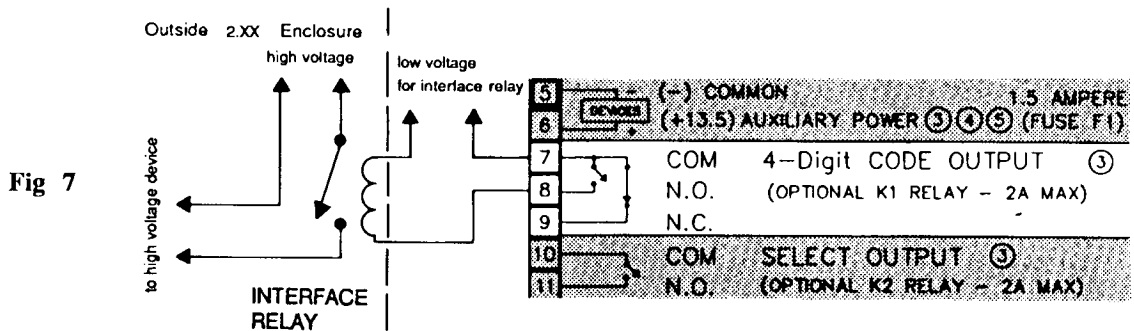 Outside 2.XX Enclosure
high voltage
low voltage
for interface relay
to high voltage device
INTERFACE
RELAY
Fig 7
5 - (-) COMMON 1.5 AMPERE
DEVICES
6 + (+13.5) AUXILIARY POWER ③④⑤ (FUSE F1)
7 COM 4-Digit CODE OUTPUT ③
8 N.O. (OPTIONAL K1 RELAY - 2A MAX)
9 N.C.
10 COM SELECT OUTPUT ③
11 N.O. (OPTIONAL K2 RELAY - 2A MAX)